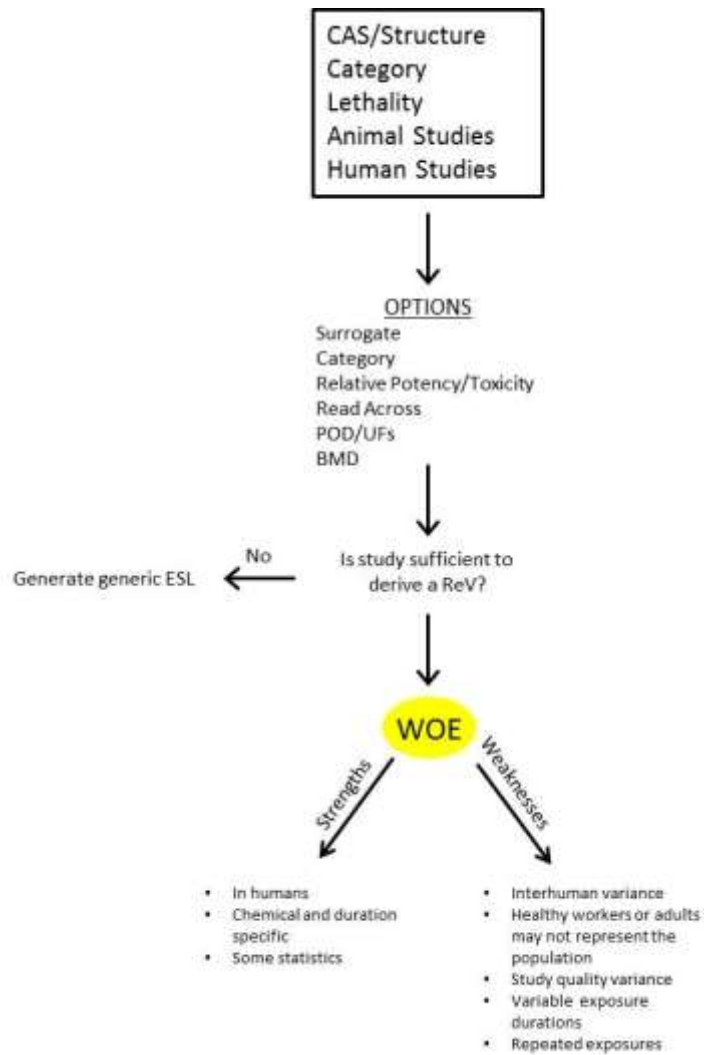 CAS/Structure
Category
Lethality
Animal Studies
Human Studies
OPTIONS
Surrogate
Category
Relative Potency/Toxicity
Read Across
POD/UFs
BMD
No
Generate generic ESL
Is study sufficient to
derive a ReV?
WOE
Strengths
Weaknesses
▪ In humans
▪ Chemical and duration
specific
▪ Some statistics
▪ Interhuman variance
▪ Healthy workers or adults
may not represent the
population
▪ Study quality variance
▪ Variable exposure
durations
▪ Repeated exposures